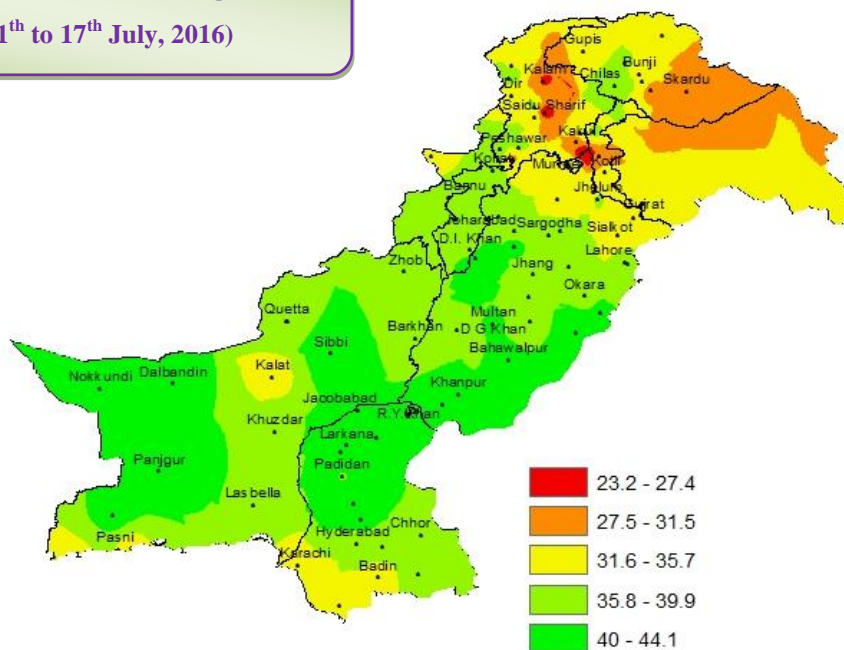 1th to 17th July, 2016)
Gupis
Bunji
Kalam
Chilas
Skardu
Dir
Saidu Sharif
Kakul
Peshawar
Kohat
Murree
Kotli
Bannu
Jhelum
Gujrat
Joharabad
Sargodha
Sialkot
D.I. Khan
Lahore
Zhob
Jhang
Okara
Quetta
Multan
Barkhan
D G Khan
Sibbi
Bahawalpur
Kalat
Nokkundi
Dalbandin
Khanpur
Jacobabad
R.Y.Khan
Khuzdar
Larkana
Panjgur
Padidan
Lasbella
Chhor
Hyderabad
Pasni
Karachi
Badin
23.2 - 27.4
27.5 - 31.5
31.6 - 35.7
35.8 - 39.9
40 - 44.1